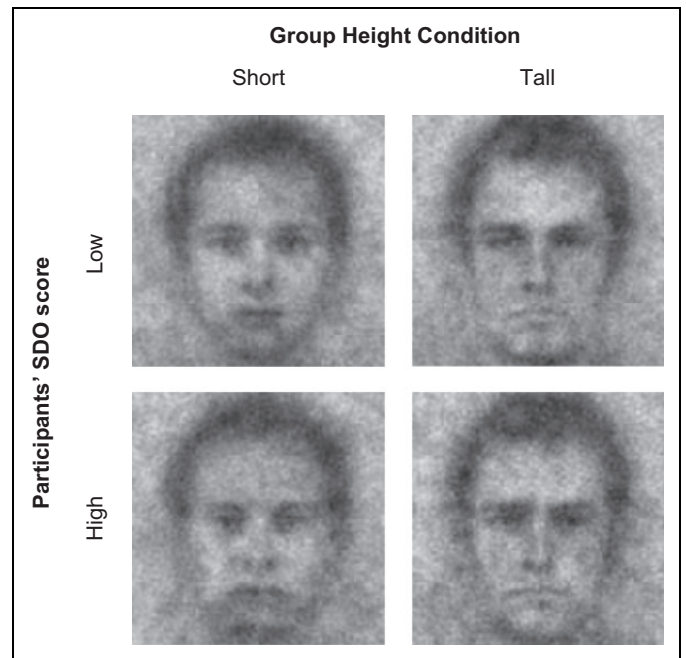 Group Height Condition
Short Tall
Participants’ SDO score
Low
High